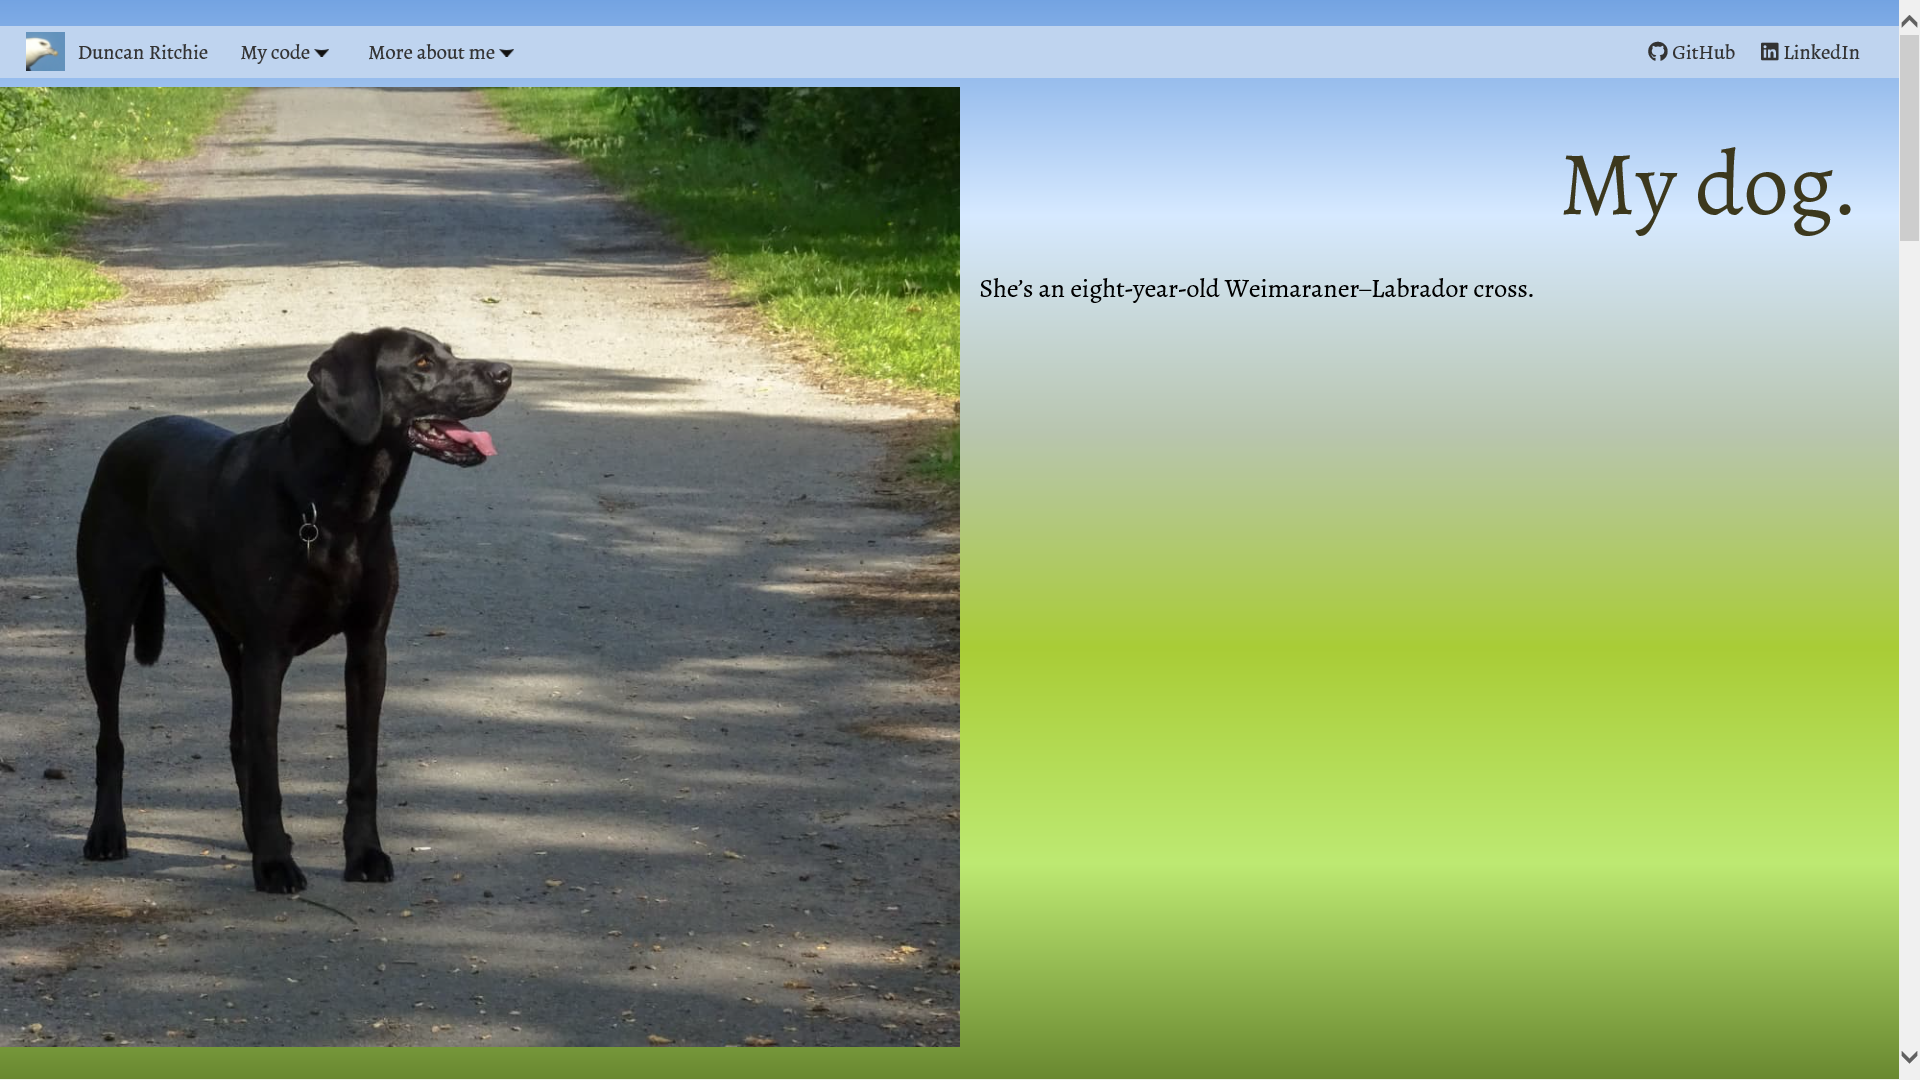 Duncan Ritchie
My code
More about me
GitHub
LinkedIn
My dog.
She’s an eight-year-old Weimaraner–Labrador cross.